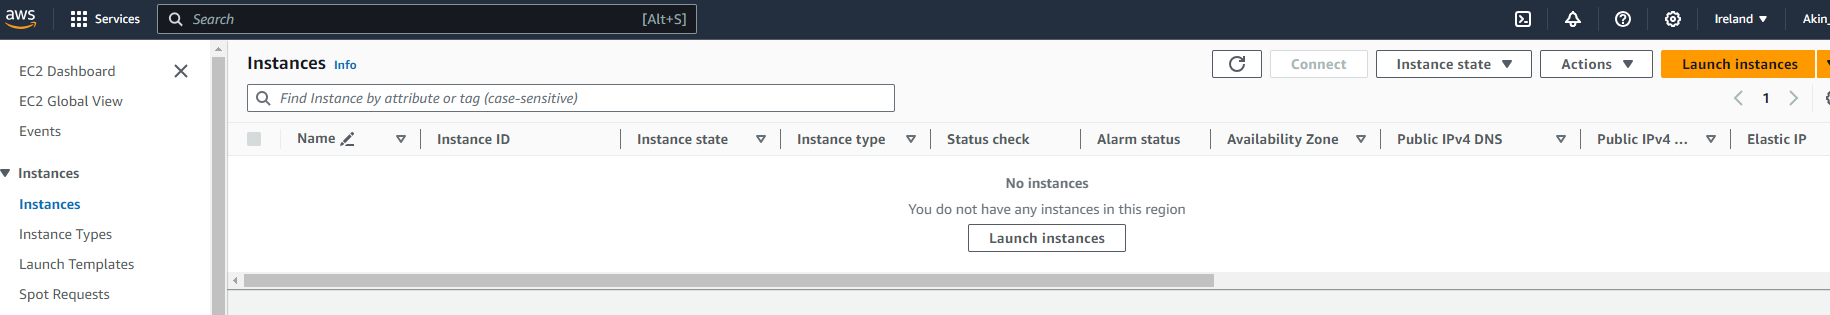 aws Services Search [Alt+S] Ireland Akin_
EC2 Dashboard
EC2 Global View
Events
Instances
Instances
Instance Types
Launch Templates
Spot Requests
Instances Info Connect Instance state Actions Launch instances
Find Instance by attribute or tag (case-sensitive) 1
Name Instance ID Instance state Instance type Status check Alarm status Availability Zone Public IPv4 DNS Public IPv4 ... Elastic IP
No instances
You do not have any instances in this region
Launch instances